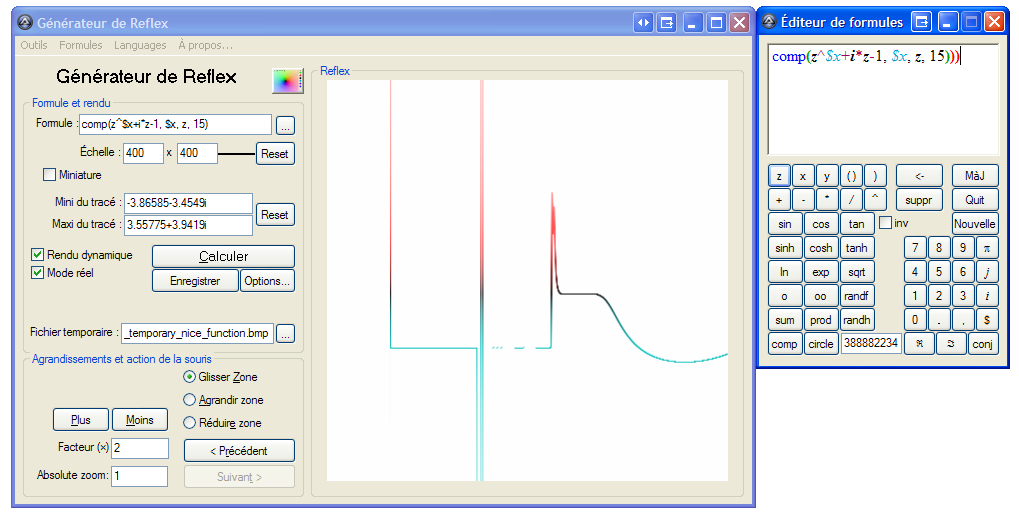 Générateur de Reflex
Outils Formules Languages À propos...
Générateur de Reflex
Formule et rendu
Formule : comp(z^$x+i*z-1, $x, z, 15) ...
Échelle : 400 x 400 Reset
Miniature
Mini du tracé : -3.86585-3.4549i
Maxi du tracé : 3.55775+3.9419i
Reset
Rendu dynamique
Mode réel
Calculer
Enregistrer Options...
Fichier temporaire : _temporary_nice_function.bmp ...
Agrandissements et action de la souris
Glisser Zone
Agrandir zone
Réduire zone
Plus Moins
Facteur (×) 2
< Précédent
Absolute zoom: 1
Suivant >
Reflex
Éditeur de formules
comp(z^$x+i*z-1, $x, z, 15)))
z x y () ) <- MàJ
+ - * / ^ suppr Quit
sin cos tan inv Nouvelle
sinh cosh tanh 7 8 9 π
ln exp sqrt 4 5 6 j
o oo randf 1 2 3 i
sum prod randh 0 . , $
comp circle 388882234 ℜ ℑ conj